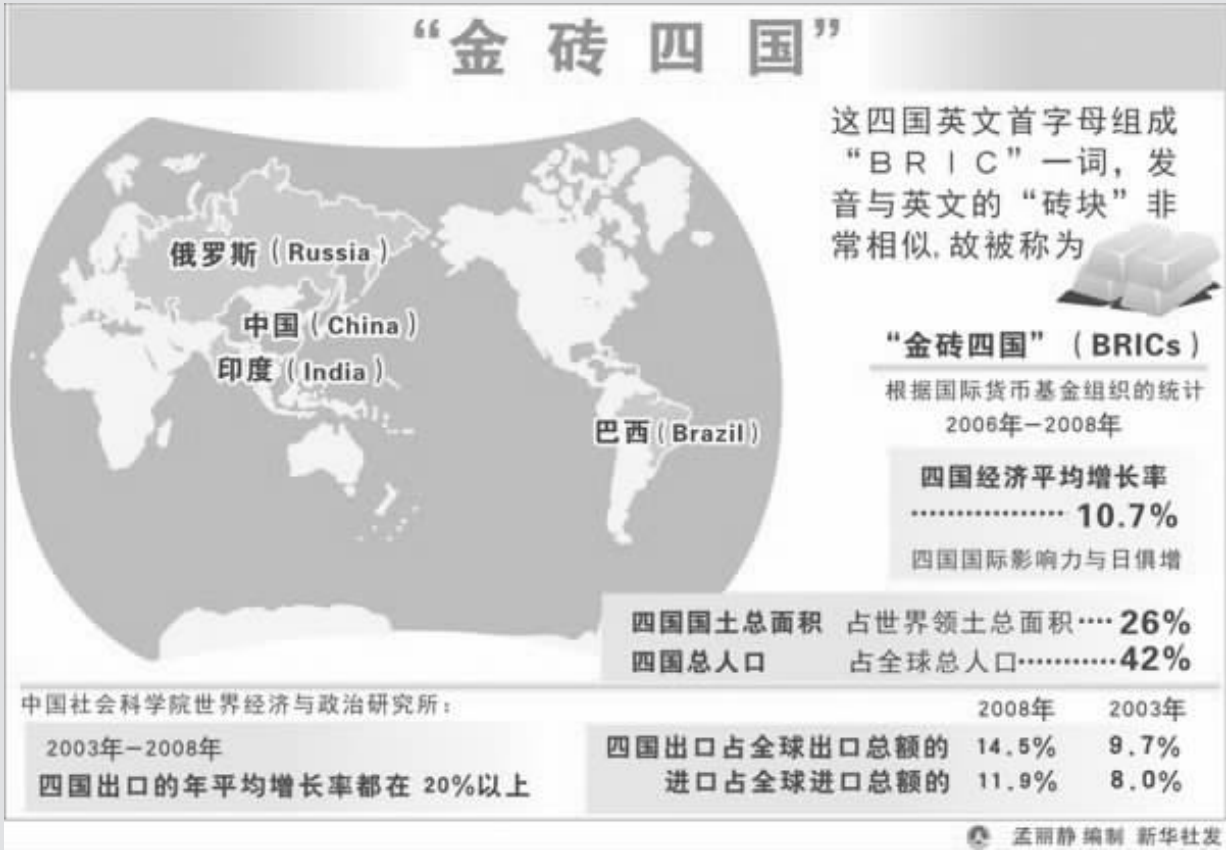 “金砖四国”
这四国英文首字母组成
“BRIC”一词，发
音与英文的“砖块”非
常相似,故被称为
“金砖四国”（BRICs）
根据国际货币基金组织的统计
2006年－2008年
四国经济平均增长率
·················10.7%
四国国际影响力与日俱增
俄罗斯（Russia）
中国（China）
印度（India）
巴西（Brazil）
四国国土总面积 占世界领土总面积····26%
四国总人口 占全球总人口···········42%
中国社会科学院世界经济与政治研究所：
2003年－2008年
四国出口的年平均增长率都在 20%以上
2008年 2003年
四国出口占全球出口总额的 14.5% 9.7%
进口占全球进口总额的 11.9% 8.0%
孟丽静 编制 新华社发